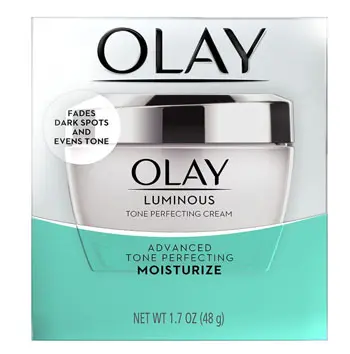 OLAY
FADES
DARK SPOTS
AND
EVENS TONE
OLAY
LUMINOUS
TONE PERFECTING CREAM
ADVANCED
TONE PERFECTING
MOISTURIZE
NET WT 1.7 OZ (48 g)